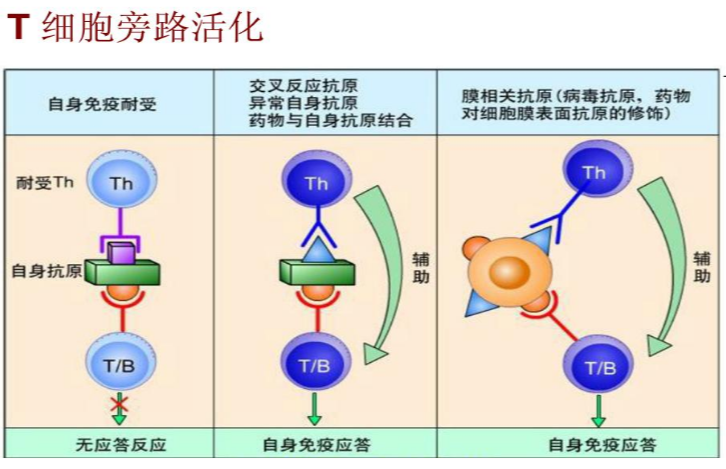 T 细胞旁路活化
自身免疫耐受
交叉反应抗原
异常自身抗原
药物与自身抗原结合
膜相关抗原(病毒抗原，药物
对细胞膜表面抗原的修饰)
耐受Th
Th
自身抗原
T/B
无应答反应
Th
辅助
T/B
自身免疫应答
Th
辅助
T/B
自身免疫应答